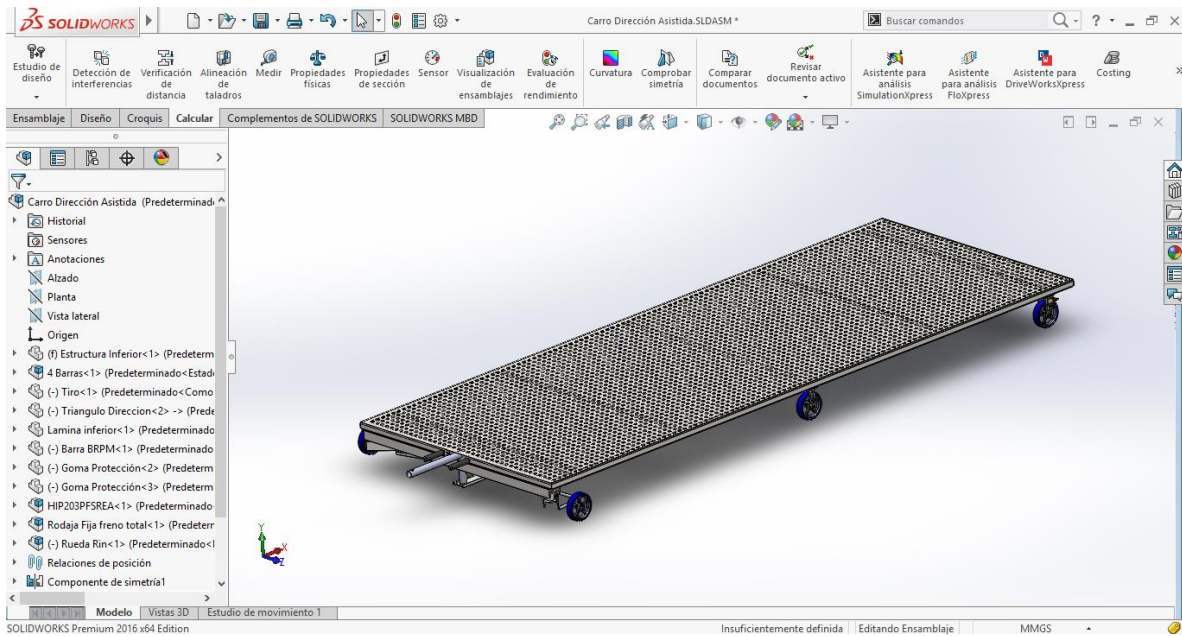 SOLIDWORKS
Carro Dirección Asistida.SLDASM *
Buscar comandos
Estudio de diseño
Detección de interferencias
Verificación de distancia
Alineación de taladros
Medir
Propiedades físicas
Propiedades de sección
Sensor
Visualización de ensamblajes
Evaluación de rendimiento
Curvatura
Comprobar simetría
Comparar documentos
Revisar documento activo
Asistente para análisis SimulationXpress
Asistente para análisis FloXpress
Asistente para DriveWorksXpress
Costing
Ensamblaje
Diseño
Croquis
Calcular
Complementos de SOLIDWORKS
SOLIDWORKS MBD
Carro Dirección Asistida (Predeterminad
Historial
Sensores
Anotaciones
Alzado
Planta
Vista lateral
Origen
(f) Estructura Inferior<1> (Predeterm
4 Barras<1> (Predeterminado<Estad
(-) Tiro<1> (Predeterminado<Como
(-) Triangulo Direccion<2> -> (Prede
Lamina inferior<1> (Predeterminado
(-) Barra BRPM<1> (Predeterminado
(-) Goma Protección<2> (Predeterm
(-) Goma Protección<3> (Predeterm
HIP203PFSREA<1> (Predeterminado
Rodaja Fija freno total<1> (Predeterr
(-) Rueda Rin<1> (Predeterminado<
Relaciones de posición
Componente de simetría1
Y
X
Z
Modelo
Vistas 3D
Estudio de movimiento 1
SOLIDWORKS Premium 2016 x64 Edition
Insuficientemente definida
Editando Ensamblaje
MMGS